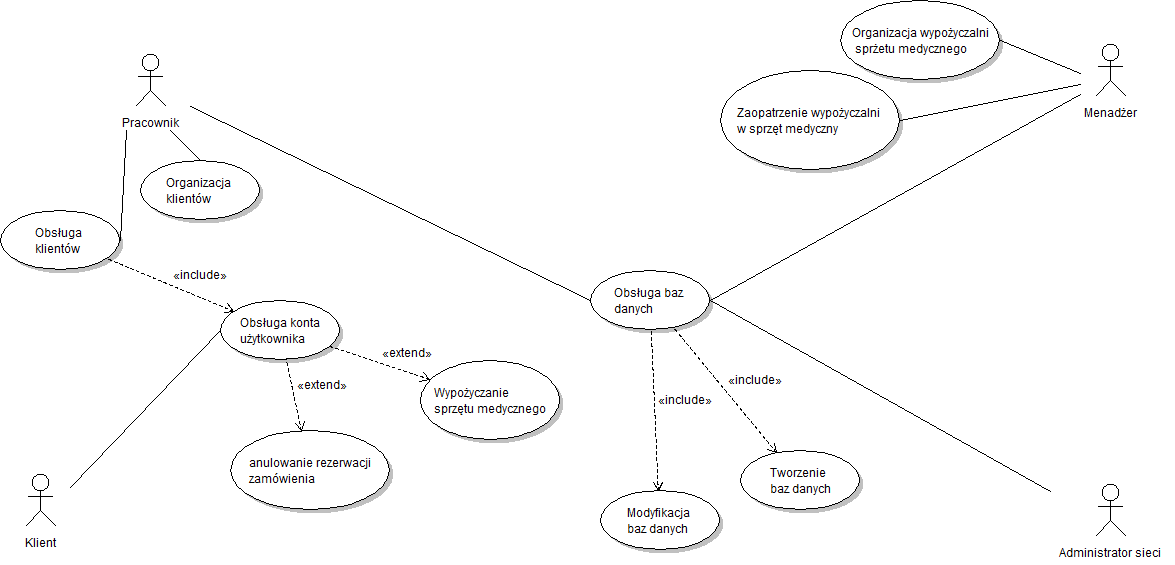 Organizacja wypożyczalni
sprżetu medycznego
Menadżer
Zaopatrzenie wypożyczalni
w sprzęt medyczny
Pracownik
Organizacja
klientów
Obsługa
klientów
«include»
Obsługa konta
użytkownika
«extend»
Wypożyczanie
sprzętu medycznego
«extend»
anulowanie rezerwacji
zamówienia
Obsługa baz
danych
«include»
«include»
Tworzenie
baz danych
Modyfikacja
baz danych
Klient
Administrator sieci